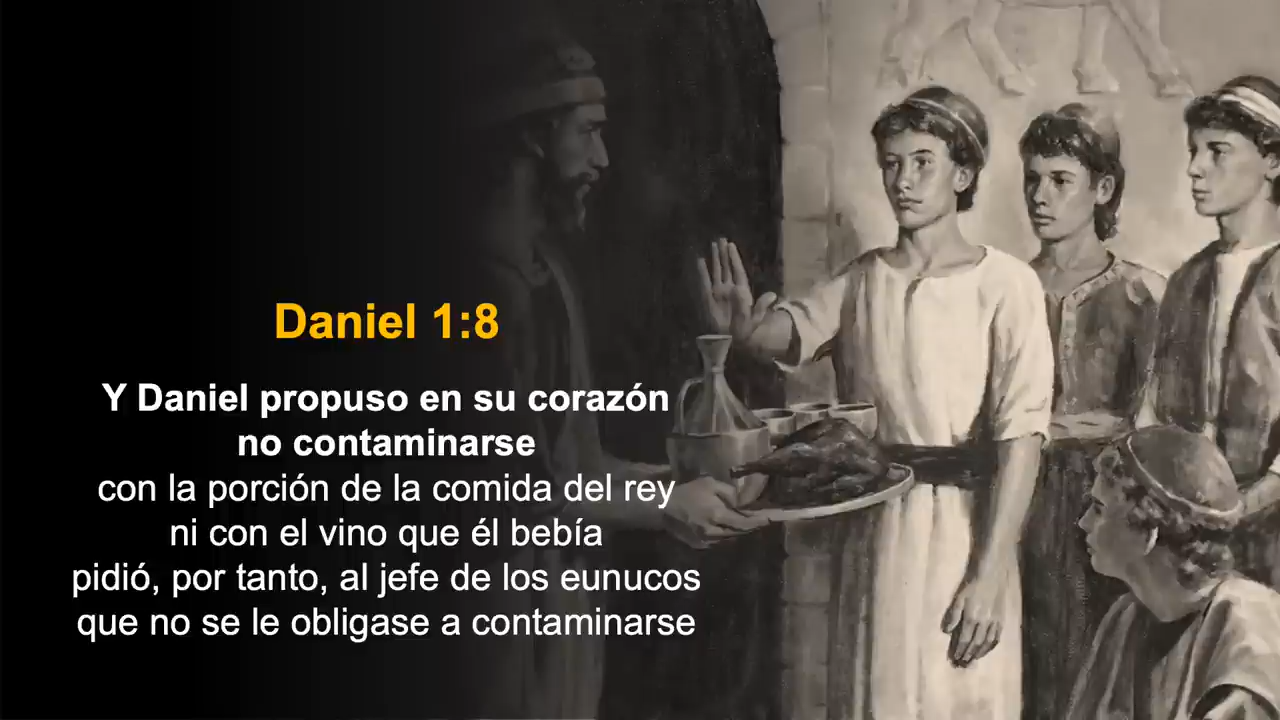 Daniel 1:8
Y Daniel propuso en su corazón
no contaminarse
con la porción de la comida del rey
ni con el vino que él bebía
pidió, por tanto, al jefe de los eunucos
que no se le obligase a contaminarse